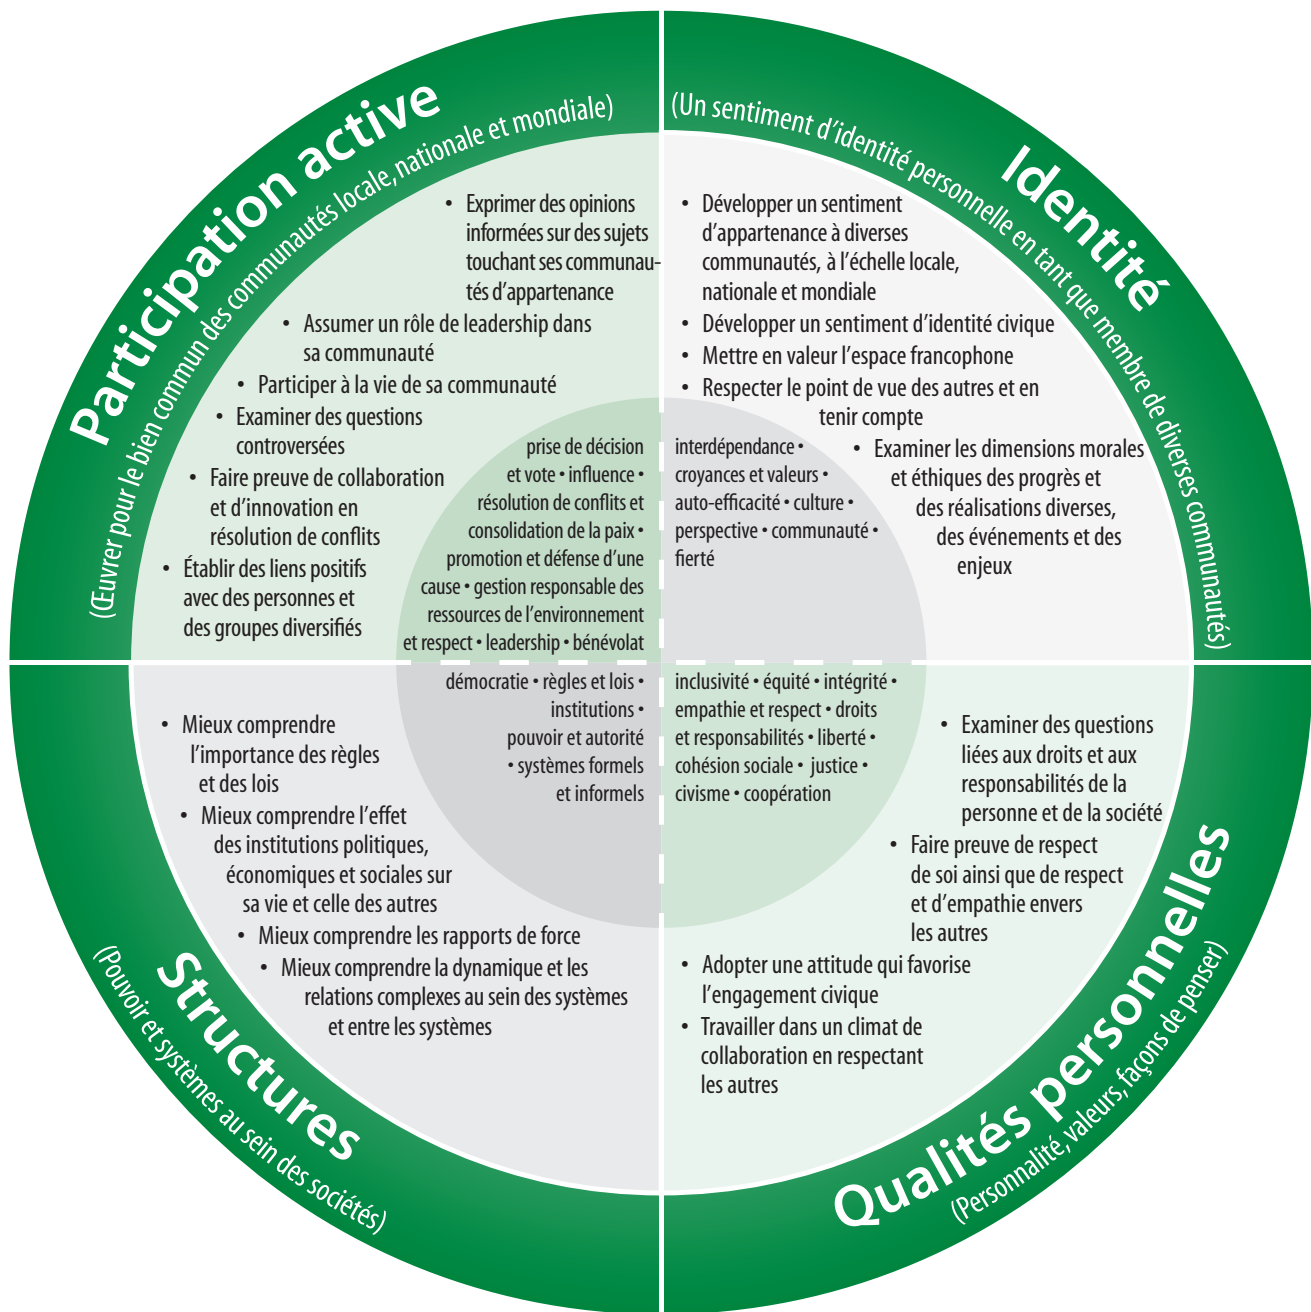 Participation active
(Œuvrer pour le bien commun des communautés locale, nationale et mondiale)
• Exprimer des opinions
informées sur des sujets
touchant ses communau-
tés d’appartenance
• Assumer un rôle de leadership dans
sa communauté
• Participer à la vie de sa communauté
• Examiner des questions
controversées
• Faire preuve de collaboration
et d’innovation en
résolution de conflits
• Établir des liens positifs
avec des personnes et
des groupes diversifiés
prise de décision
et vote • influence •
résolution de conflits et
consolidation de la paix •
promotion et défense d’une
cause • gestion responsable des
ressources de l’environnement
et respect • leadership • bénévolat
Identité
(Un sentiment d’identité personnelle en tant que membre de diverses communautés)
• Développer un sentiment
d’appartenance à diverses
communautés, à l’échelle locale,
nationale et mondiale
• Développer un sentiment d’identité civique
• Mettre en valeur l’espace francophone
• Respecter le point de vue des autres et en
tenir compte
• Examiner les dimensions morales
et éthiques des progrès et
des réalisations diverses,
des événements et des
enjeux
interdépendance •
croyances et valeurs •
auto-efficacité • culture •
perspective • communauté •
fierté
Structures
(Pouvoir et systèmes au sein des sociétés)
démocratie • règles et lois •
institutions •
pouvoir et autorité
• systèmes formels
et informels
• Mieux comprendre
l’importance des règles
et des lois
• Mieux comprendre l’effet
des institutions politiques,
économiques et sociales sur
sa vie et celle des autres
• Mieux comprendre les rapports de force
• Mieux comprendre la dynamique et les
relations complexes au sein des systèmes
et entre les systèmes
Qualités personnelles
(Personnalité, valeurs, façons de penser)
inclusivité • équité • intégrité •
empathie et respect • droits
et responsabilités • liberté •
cohésion sociale • justice •
civisme • coopération
• Examiner des questions
liées aux droits et aux
responsabilités de la
personne et de la société
• Faire preuve de respect
de soi ainsi que de respect
et d’empathie envers
les autres
• Adopter une attitude qui favorise
l’engagement civique
• Travailler dans un climat de
collaboration en respectant
les autres